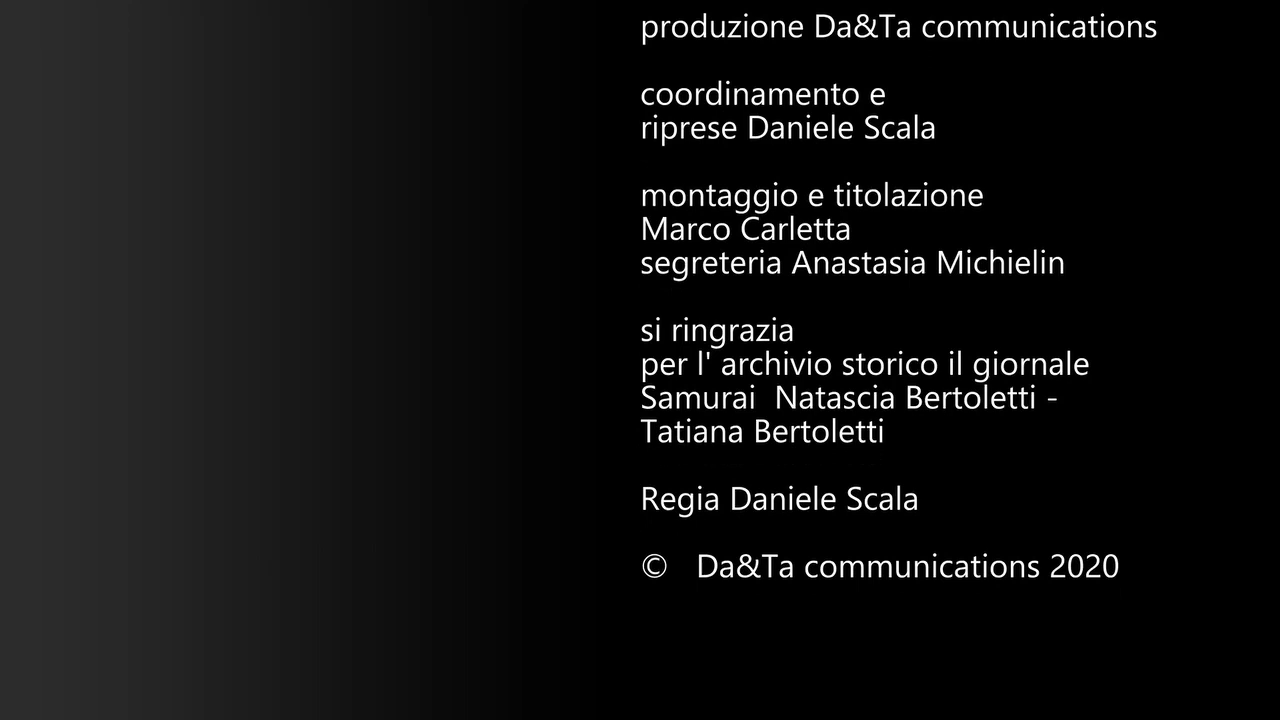 produzione Da&Ta communications
coordinamento e
riprese Daniele Scala
montaggio e titolazione
Marco Carletta
segreteria Anastasia Michielin
si ringrazia
per l' archivio storico il giornale
Samurai  Natascia Bertoletti -
Tatiana Bertoletti
Regia Daniele Scala
©   Da&Ta communications 2020